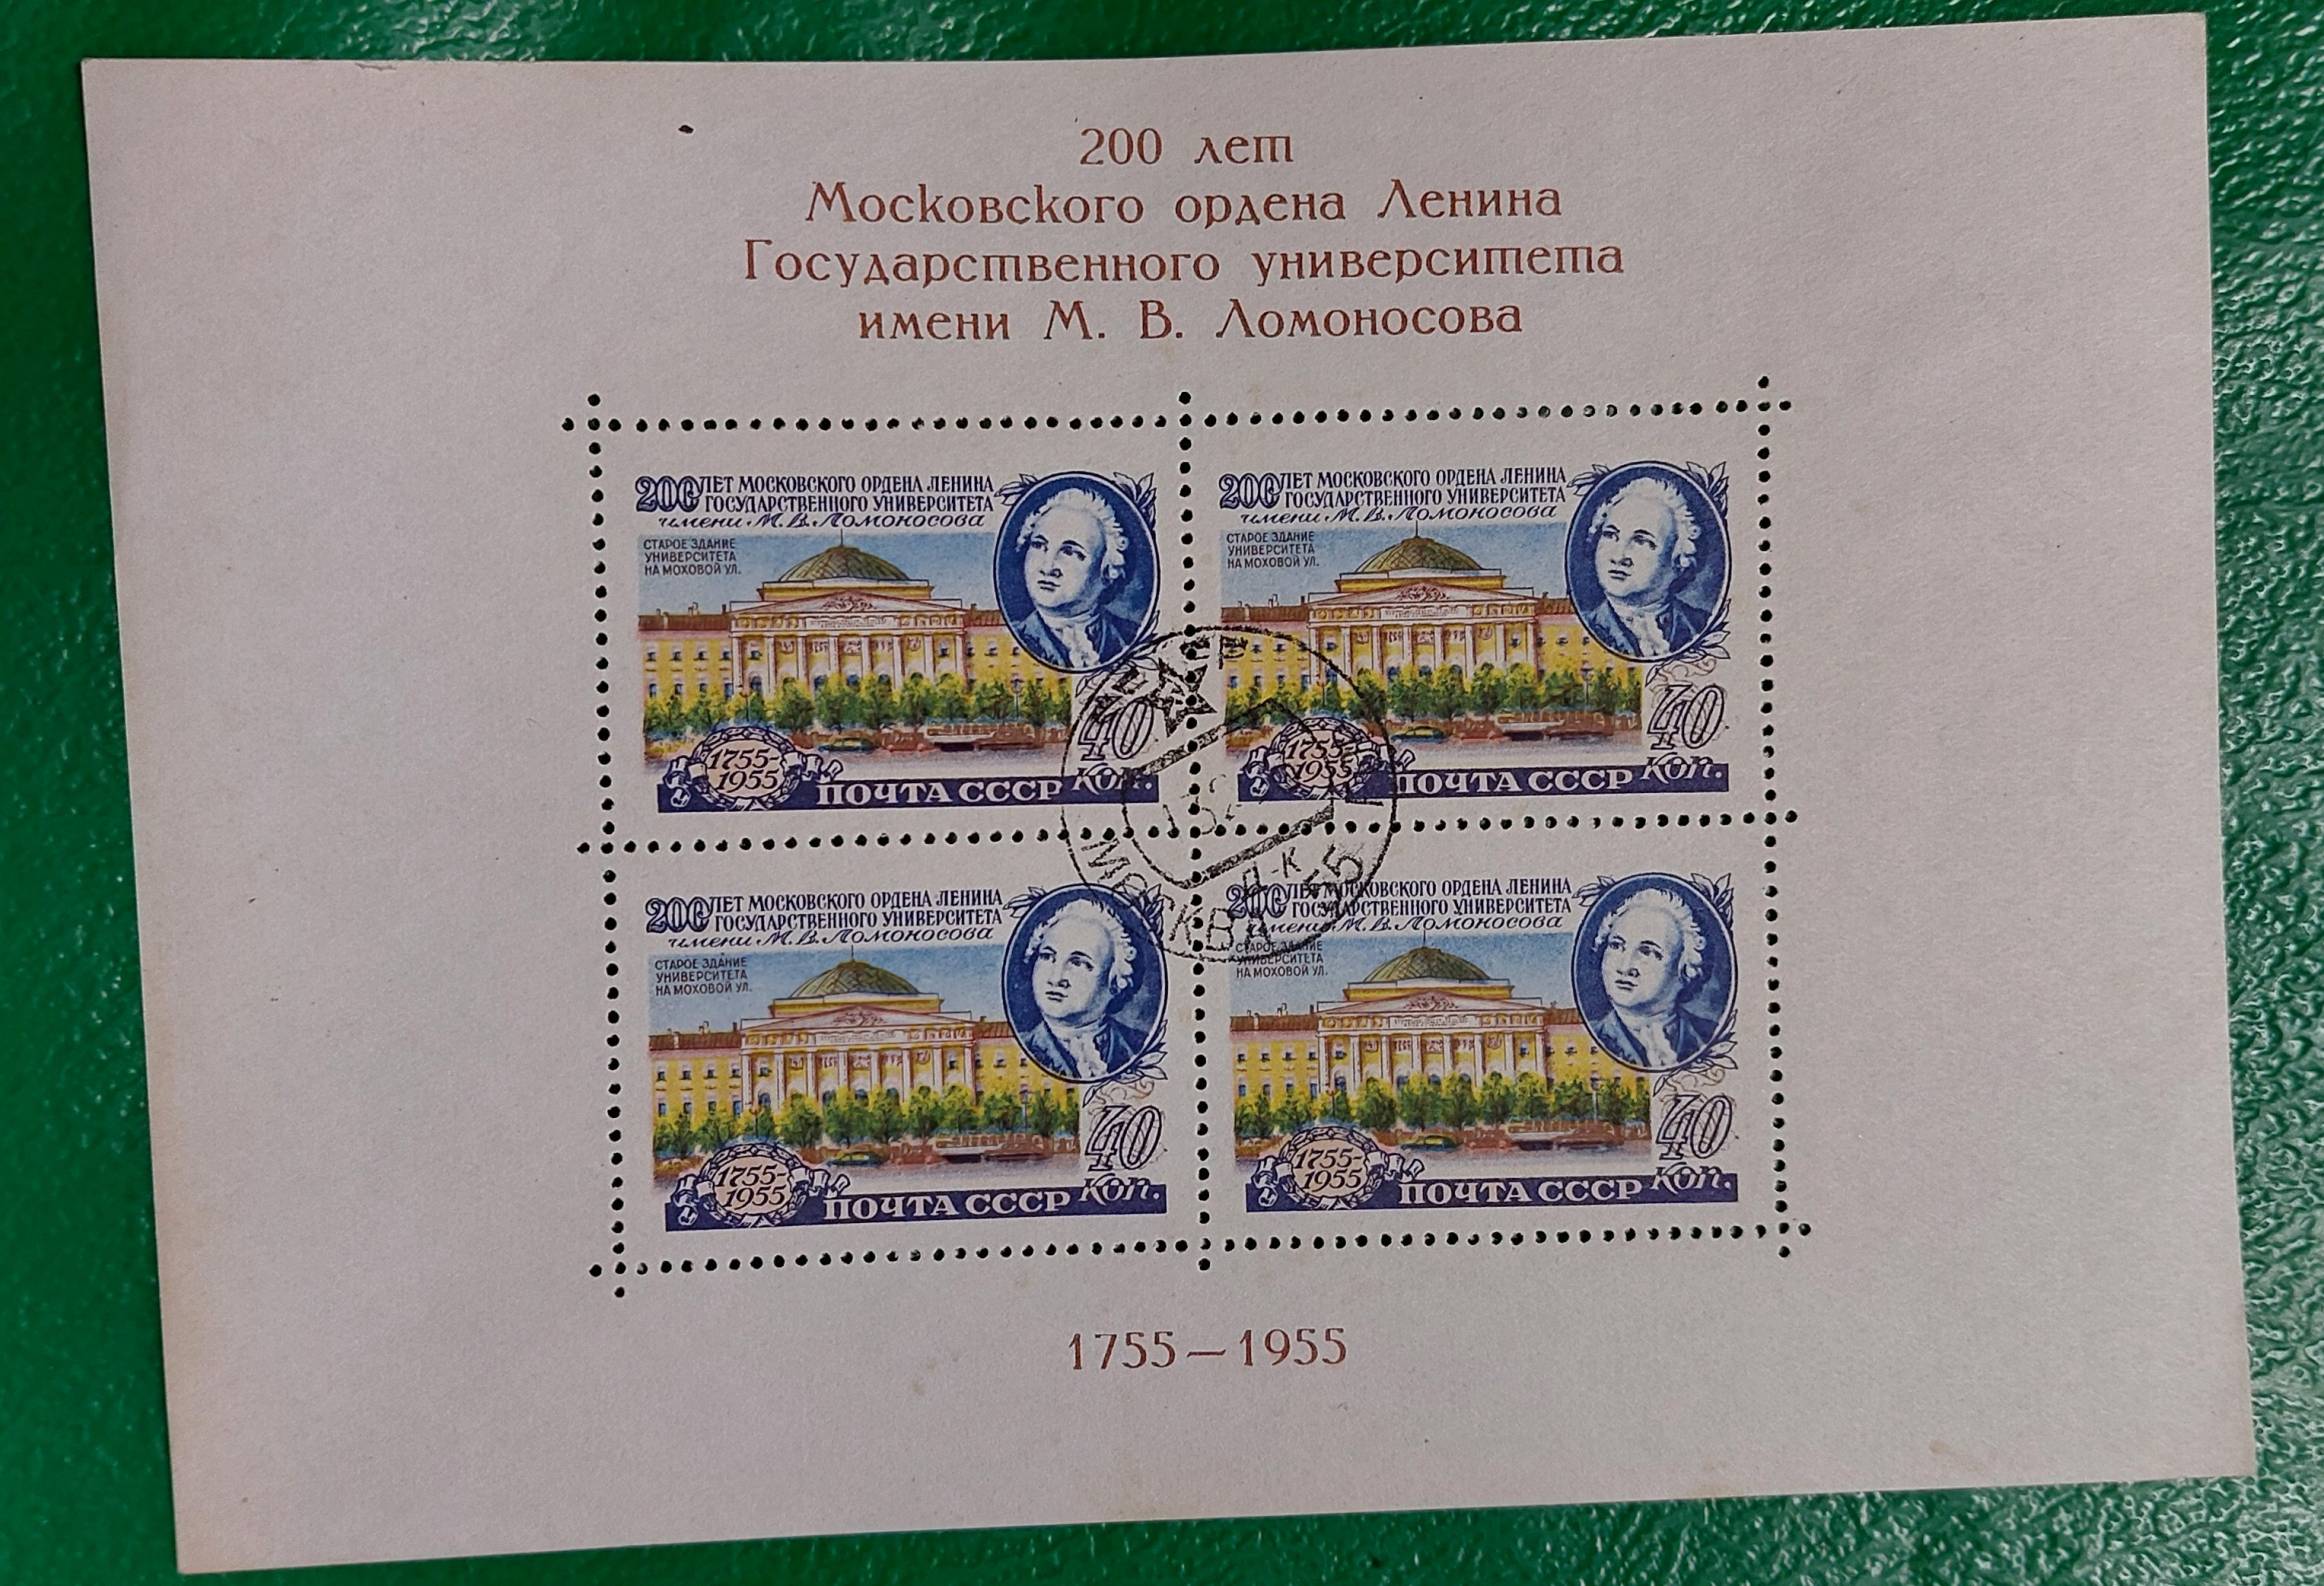 200 лет
Московского ордена Ленина
Государственного университета
имени М. В. Ломоносова
200 ЛЕТ МОСКОВСКОГО ОРДЕНА ЛЕНИНА
ГОСУДАРСТВЕННОГО УНИВЕРСИТЕТА
имени М.В. Ломоносова
СТАРОЕ ЗДАНИЕ
УНИВЕРСИТЕТА
НА МОХОВОЙ УЛ.
40
КОП.
1755-
1955
ПОЧТА СССР
200 ЛЕТ МОСКОВСКОГО ОРДЕНА ЛЕНИНА
ГОСУДАРСТВЕННОГО УНИВЕРСИТЕТА
имени М.В. Ломоносова
СТАРОЕ ЗДАНИЕ
УНИВЕРСИТЕТА
НА МОХОВОЙ УЛ.
40
КОП.
1755-
1955
ПОЧТА СССР
МОСКВА
200 ЛЕТ МОСКОВСКОГО ОРДЕНА ЛЕНИНА
ГОСУДАРСТВЕННОГО УНИВЕРСИТЕТА
имени М.В. Ломоносова
СТАРОЕ ЗДАНИЕ
УНИВЕРСИТЕТА
НА МОХОВОЙ УЛ.
40
КОП.
1755-
1955
ПОЧТА СССР
200 ЛЕТ МОСКОВСКОГО ОРДЕНА ЛЕНИНА
ГОСУДАРСТВЕННОГО УНИВЕРСИТЕТА
имени М.В. Ломоносова
СТАРОЕ ЗДАНИЕ
УНИВЕРСИТЕТА
НА МОХОВОЙ УЛ.
40
КОП.
1755-
1955
ПОЧТА СССР
1755—1955